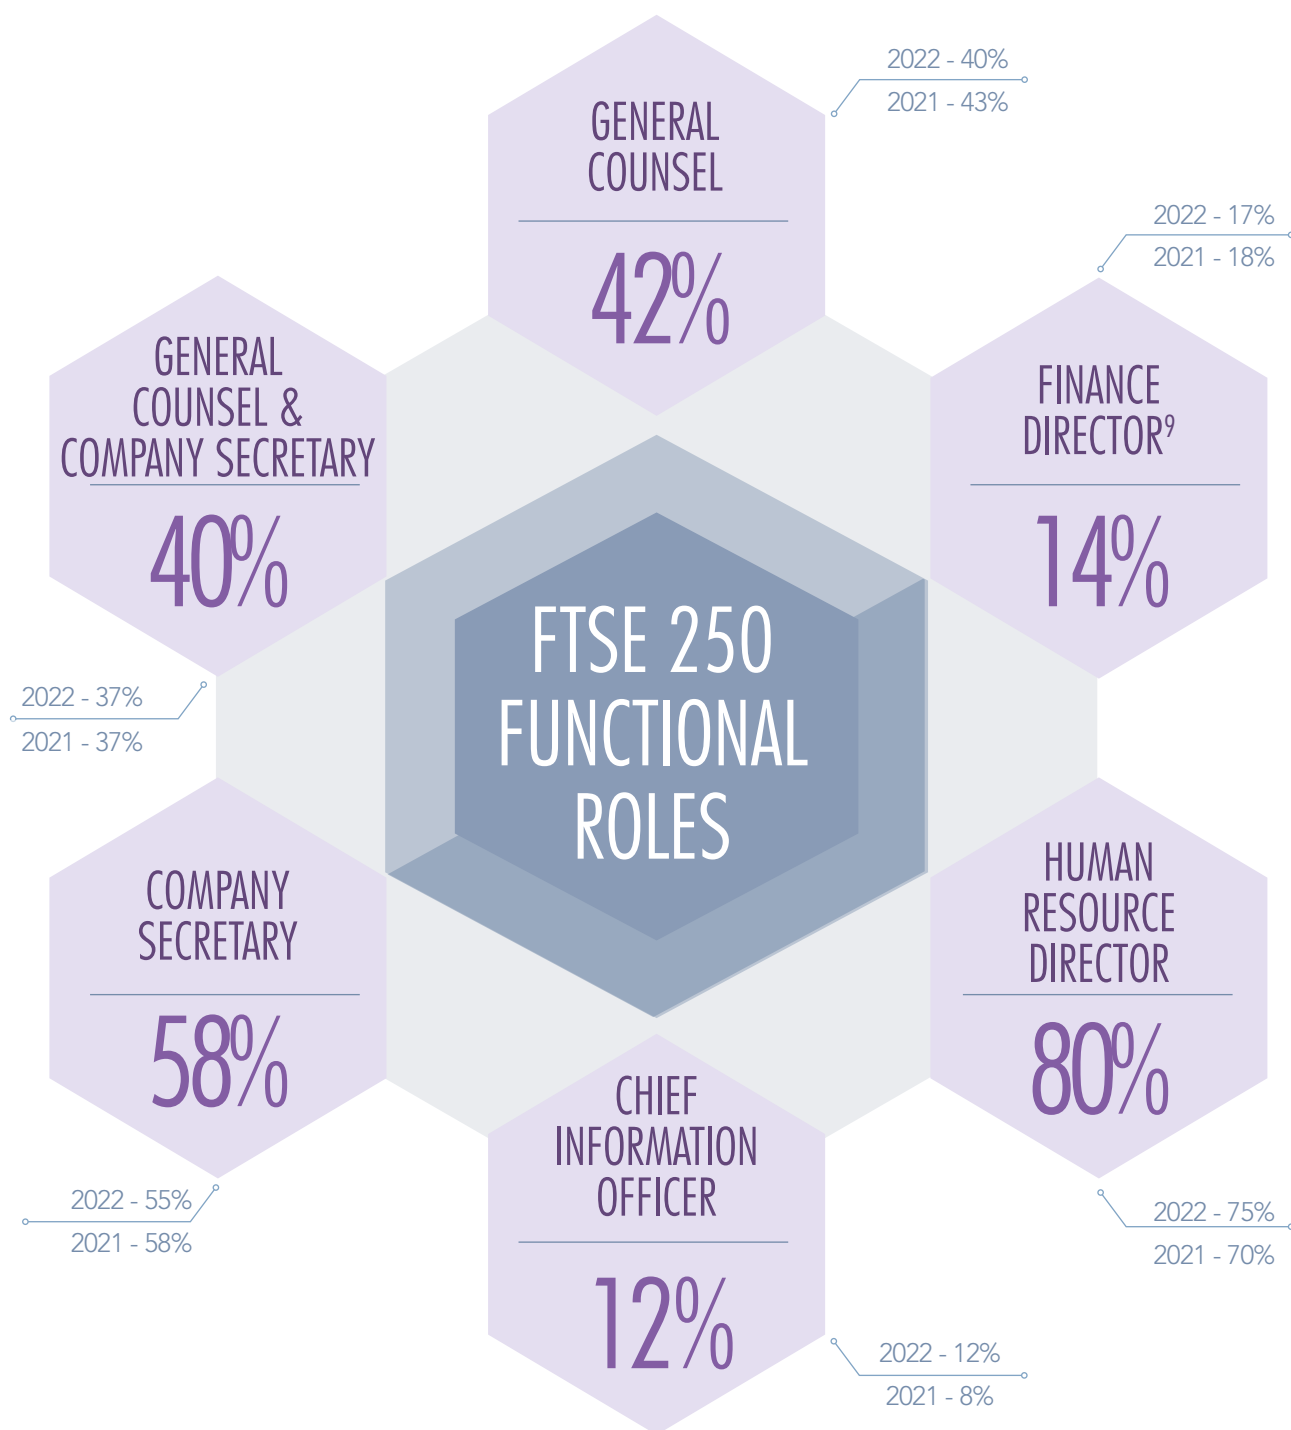 2022 - 40%
2021 - 43%
GENERAL
COUNSEL
42%
2022 - 17%
2021 - 18%
FINANCE
DIRECTOR⁹
14%
GENERAL
COUNSEL &
COMPANY SECRETARY
40%
2022 - 37%
2021 - 37%
FTSE 250
FUNCTIONAL
ROLES
COMPANY
SECRETARY
58%
2022 - 55%
2021 - 58%
HUMAN
RESOURCE
DIRECTOR
80%
2022 - 75%
2021 - 70%
CHIEF
INFORMATION
OFFICER
12%
2022 - 12%
2021 - 8%